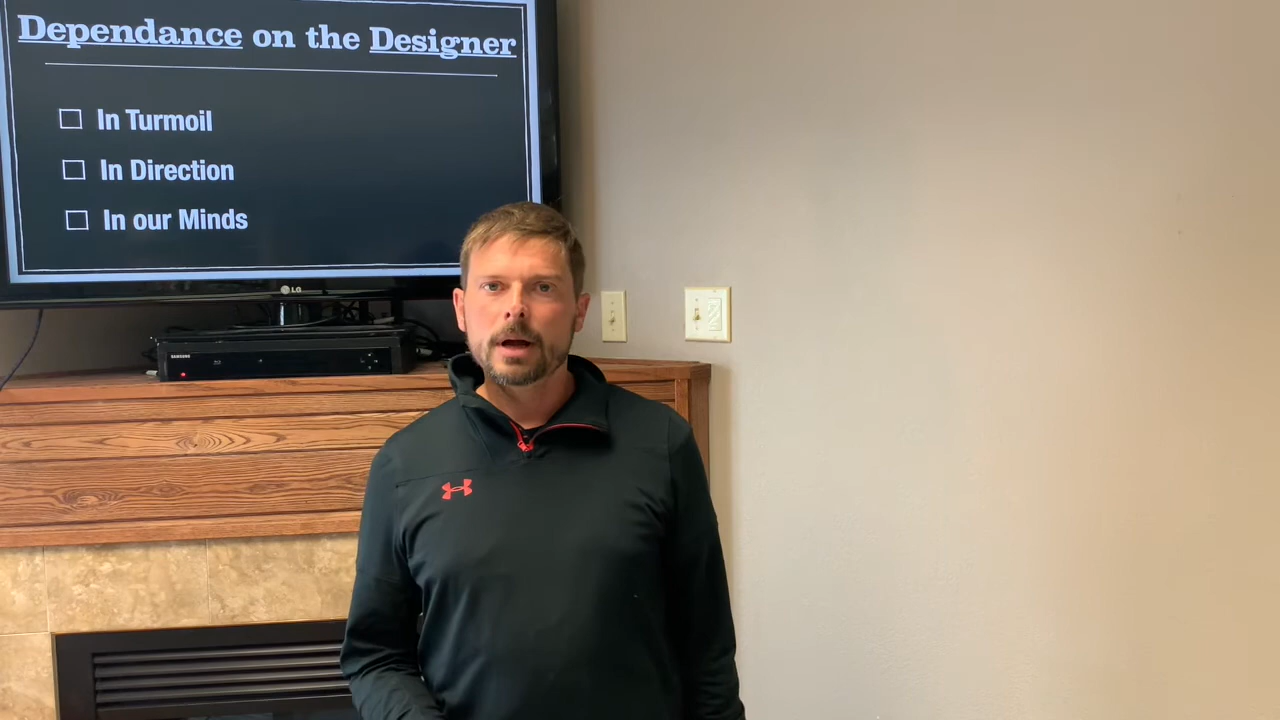 Dependance on the Designer
In Turmoil
In Direction
In our Minds
LG
SAMSUNG